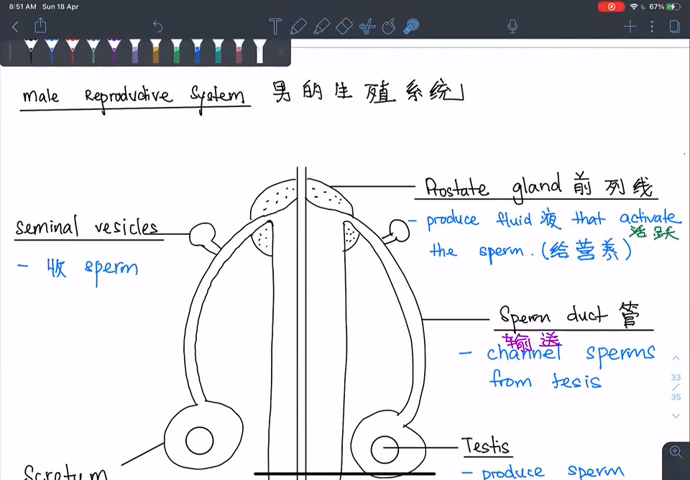 8:51 AM Sun 18 Apr
67%
male Reproductive System 男的生殖系统
Prostate gland 前列线
- produce fluid 液 that activate
活跃
the sperm. (给营养)
seminal vesicles
- 收 sperm
Sperm duct 管
输送
- channel sperms
from tesis
33
/
35
Testis
- produce sperm
Scrotum